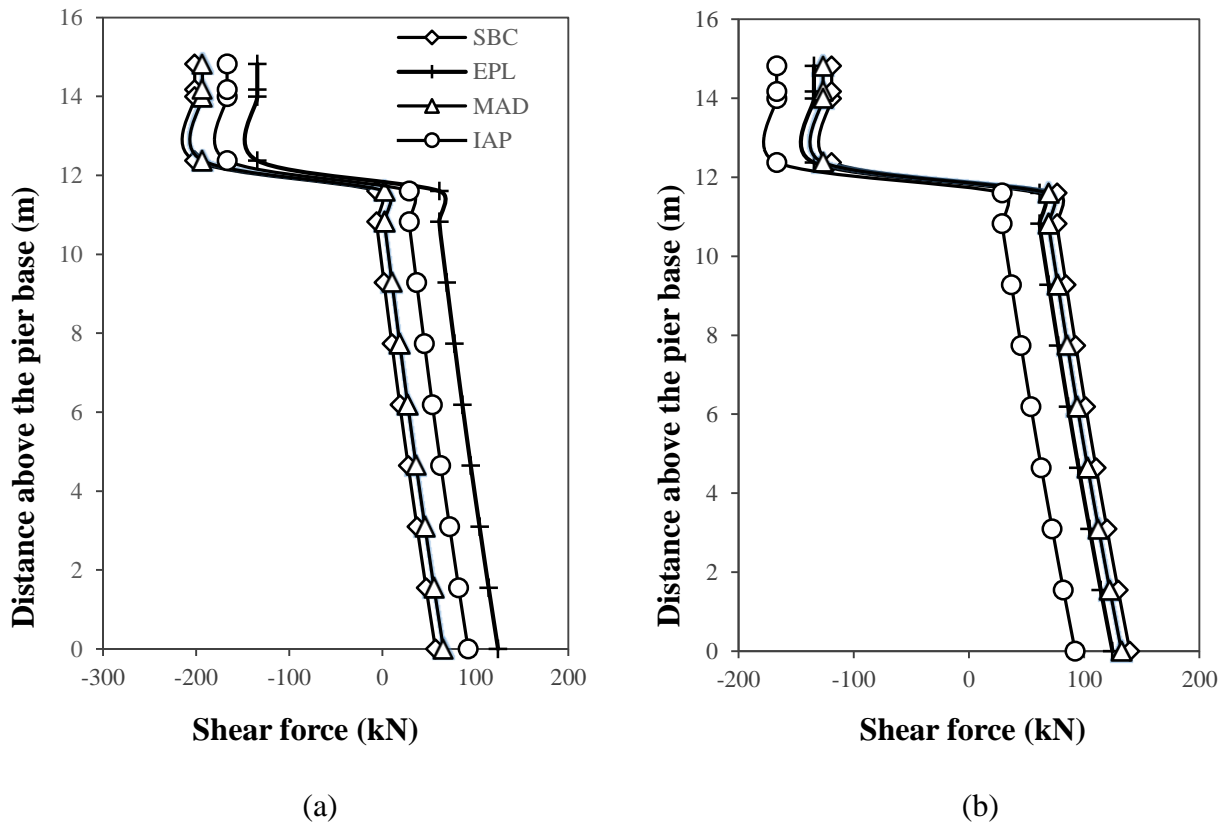 16
14
12
10
8
6
4
2
0
-300 -200 -100 0 100 200
Distance above the pier base (m)
Shear force (kN)
SBC
EPL
MAD
IAP
(a)
16
14
12
10
8
6
4
2
0
-200 -100 0 100 200
Distance above the pier base (m)
Shear force (kN)
(b)